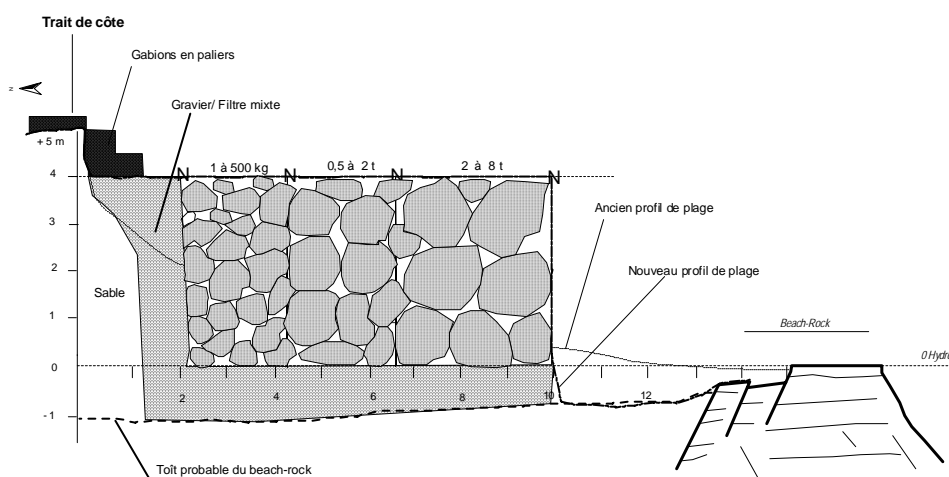 Trait de côte
Gabions en paliers
N
Gravier/ Filtre mixte
+ 5 m
1 à 500 kg
0,5 à 2 t
2 à 8 t
N N N N
4
Ancien profil de plage
3
Nouveau profil de plage
2
Sable
1
Beach-Rock
0 Hydro
0
2 4 6 8 10 12
-1
Toît probable du beach-rock